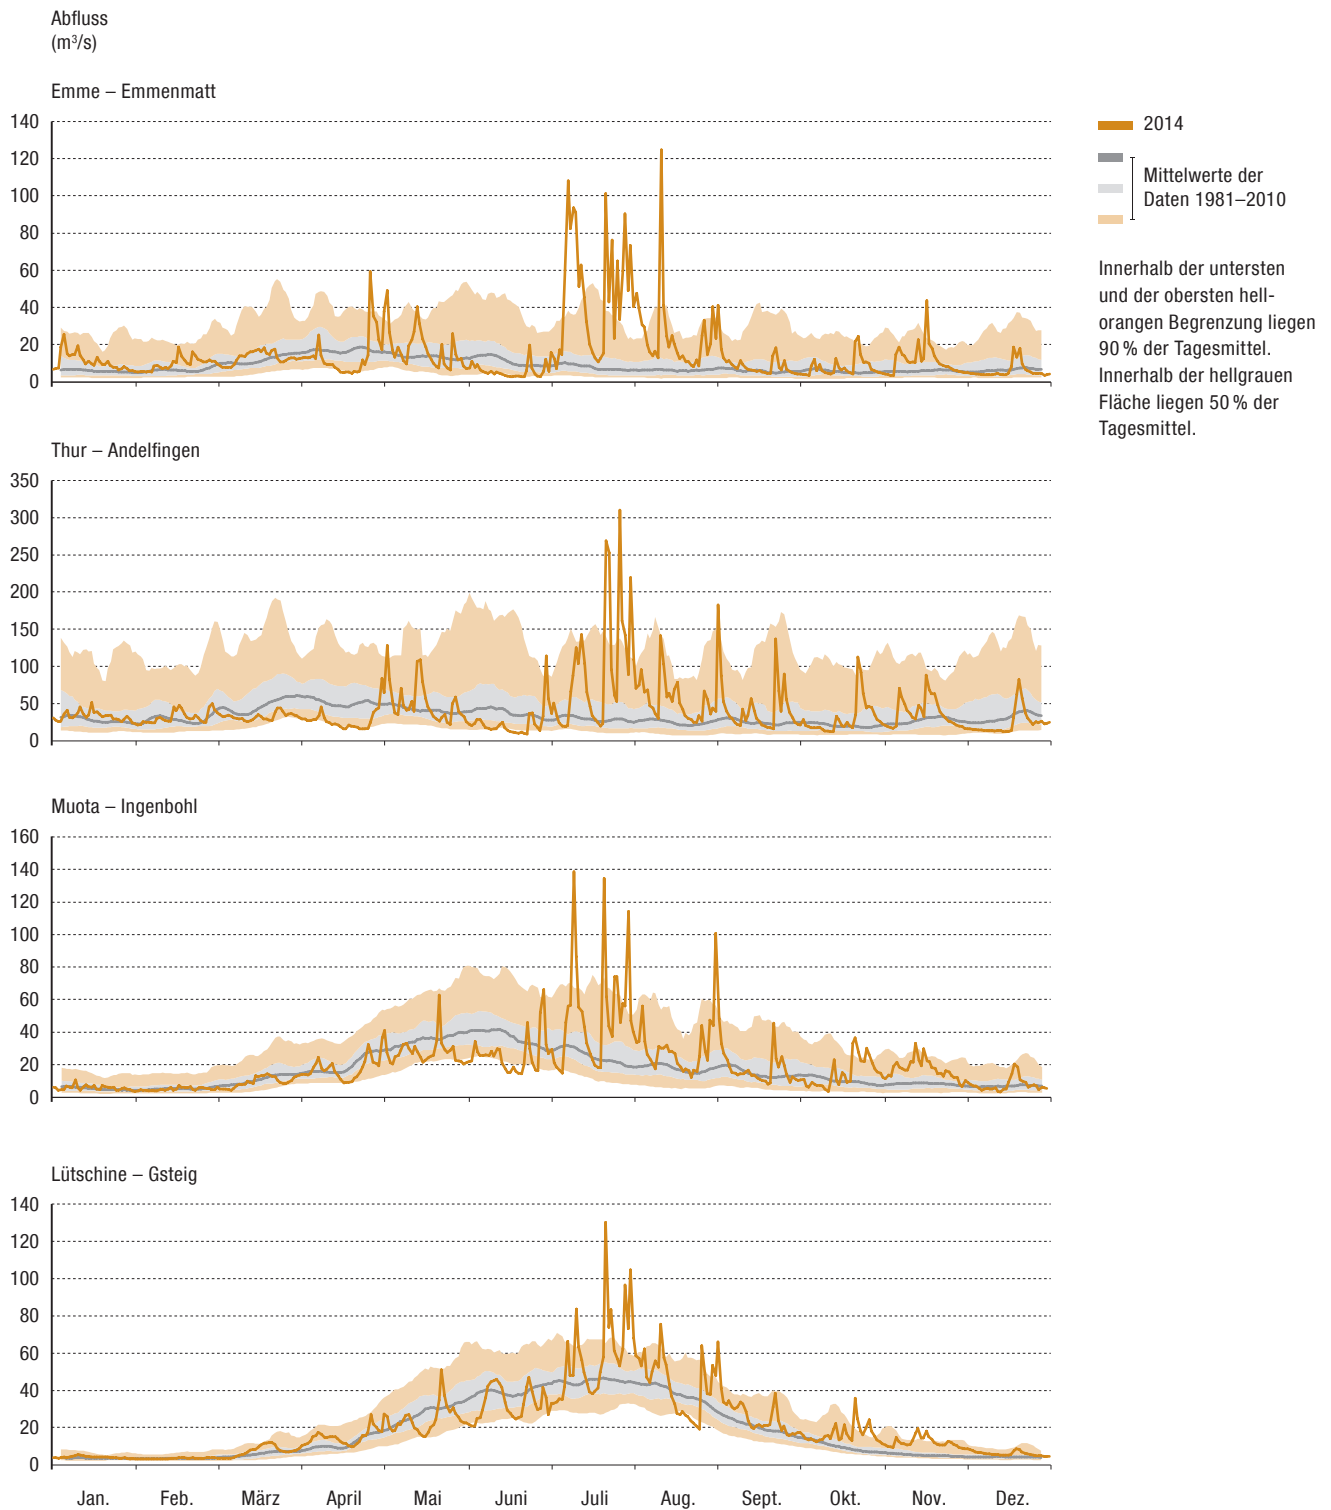 Abfluss
(m³/s)
Emme – Emmenmatt
140
120
100
80
60
40
20
0
2014
Mittelwerte der
Daten 1981–2010
Innerhalb der untersten
und der obersten hell-
orangen Begrenzung liegen
90 % der Tagesmittel.
Innerhalb der hellgrauen
Fläche liegen 50 % der
Tagesmittel.
Thur – Andelfingen
350
300
250
200
150
100
50
0
Muota – Ingenbohl
160
140
120
100
80
60
40
20
0
Lütschine – Gsteig
140
120
100
80
60
40
20
0
Jan. Feb. März April Mai Juni Juli Aug. Sept. Okt. Nov. Dez.